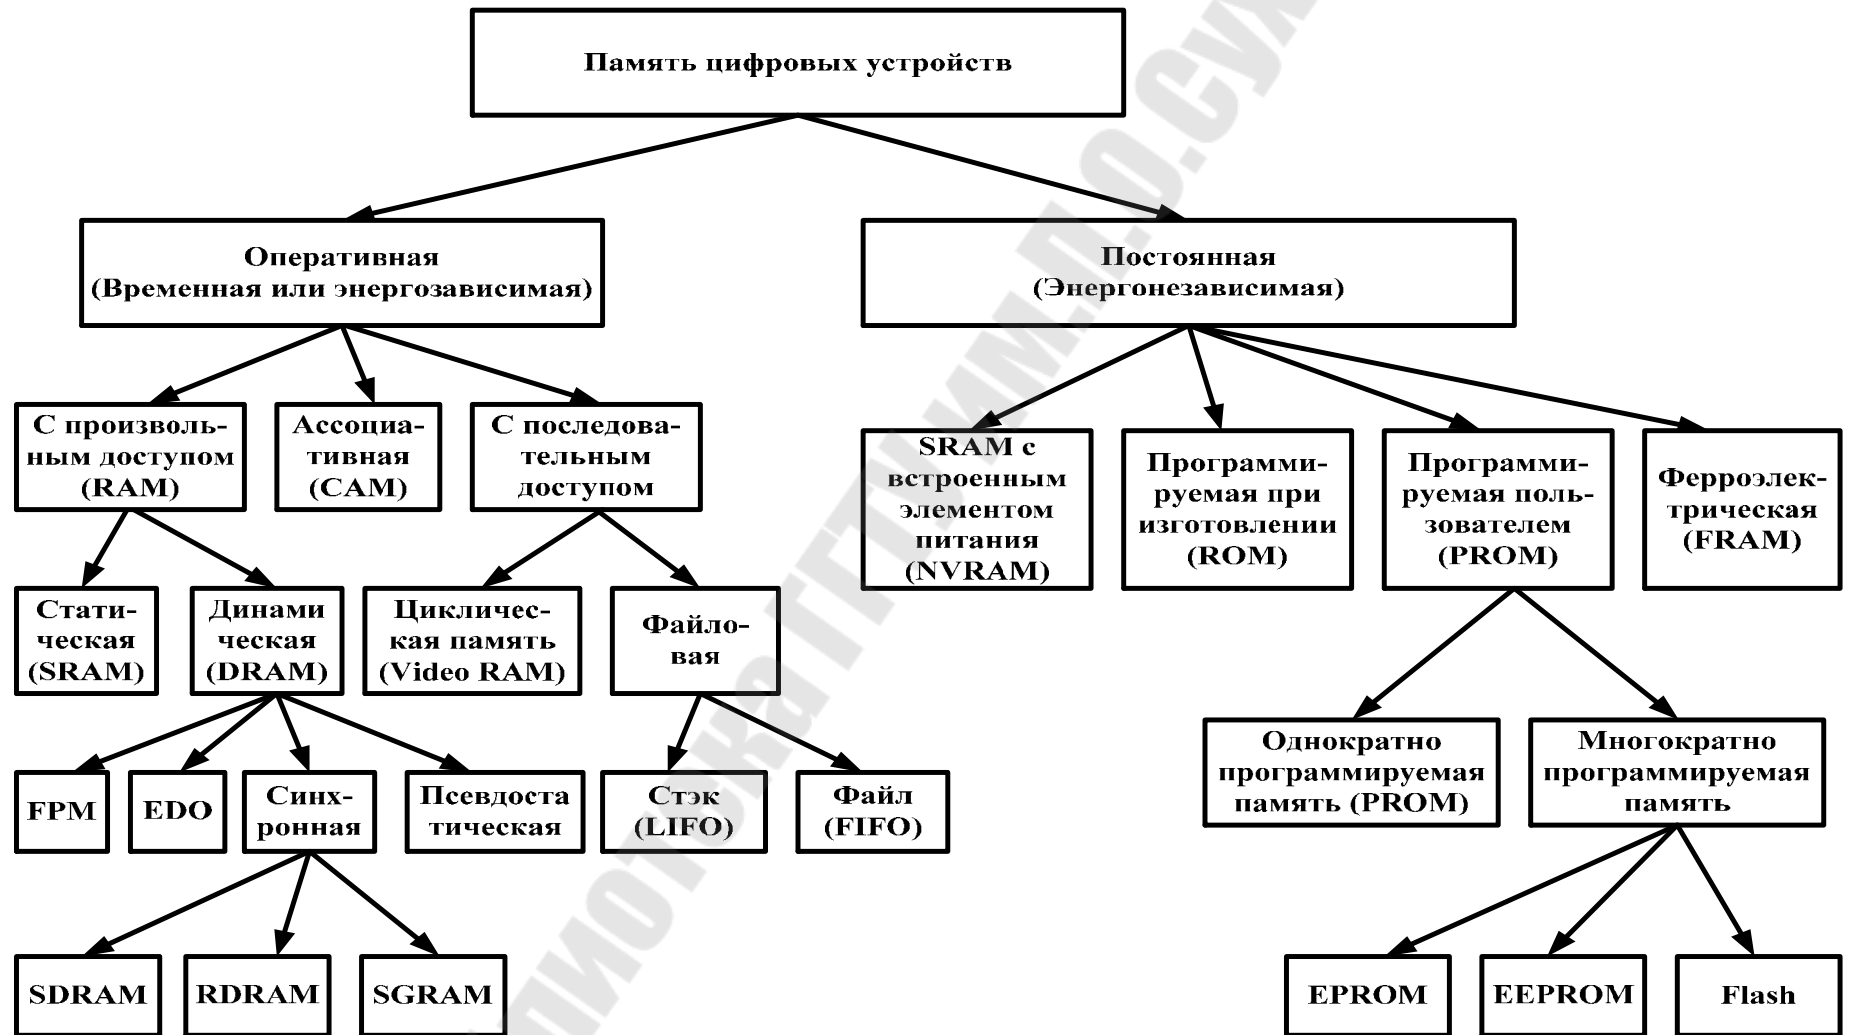 Память цифровых устройств
Оперативная
(Временная или энергозависимая)
Постоянная
(Энергонезависимая)
С произволь-
ным доступом
(RAM)
Ассоциа-
тивная
(CAM)
С последова-
тельным
доступом
SRAM с
встроенным
элементом
питания
(NVRAM)
Программи-
руемая при
изготовлении
(ROM)
Программи-
руемая поль-
зователем
(PROM)
Ферроэлек-
трическая
(FRAM)
Стати-
ческая
(SRAM)
Динами
ческая
(DRAM)
Цикличес-
кая память
(Video RAM)
Файло-
вая
Однократно
программируемая
память (PROM)
Многократно
программируемая
память
FPM
EDO
Синх-
ронная
Псевдоста
тическая
Стэк
(LIFO)
Файл
(FIFO)
SDRAM
RDRAM
SGRAM
EPROM
EEPROM
Flash
ГГТУ им.П.О.Сух